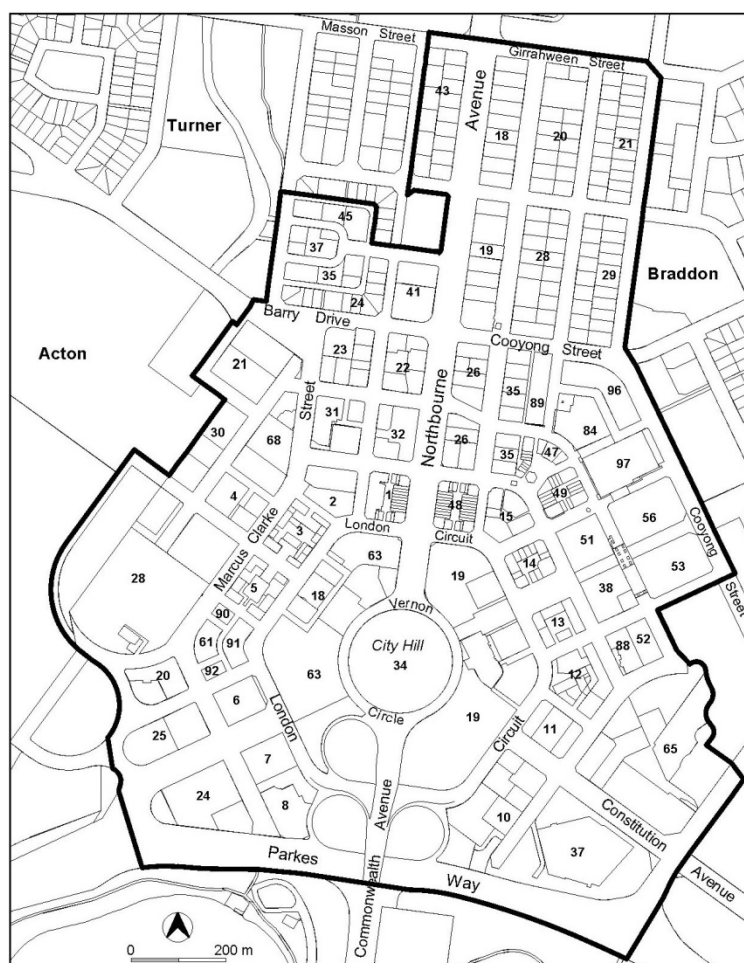 Masson Street
Girrahween Street
43
Avenue
18
20
21
Turner
45
37
19
28
29
Braddon
35
24
41
Barry Drive
Cooyong Street
Acton
21
23
22
26
35
89
96
Street
31
32
Northbourne
26
35
47
84
97
30
68
4
2
1
48
15
49
56
Cooyong
Street
Marcus Clarke
3
London Circuit
63
19
14
51
53
28
5
18
Vernon
38
90
City Hill
34
13
61
91
63
88
52
92
12
20
6
London
Circle
19
Circuit
11
25
65
7
24
8
Avenue
10
Constitution
37
Parkes Way
Avenue
Commonwealth
0 200 m